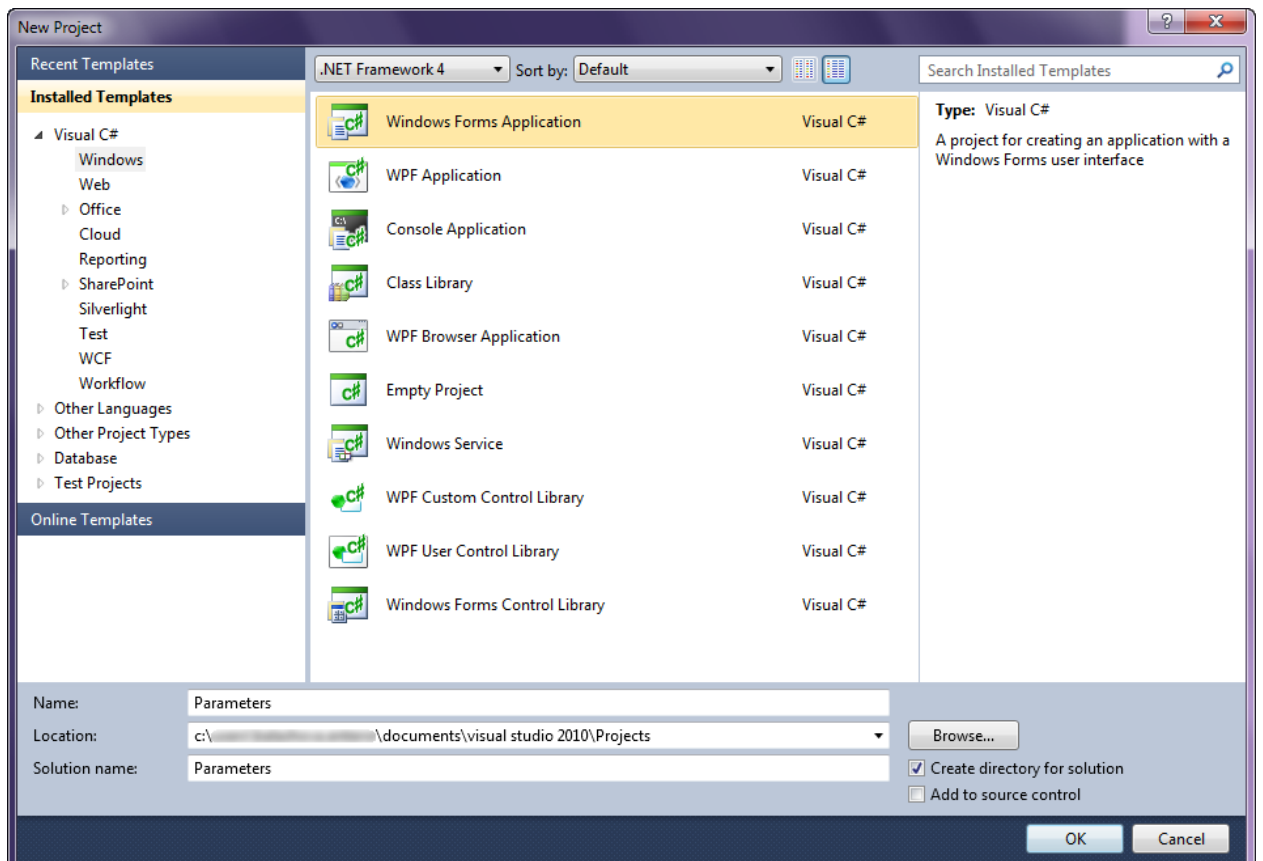 New Project
Recent Templates
Installed Templates
Visual C#
Windows
Web
Office
Cloud
Reporting
SharePoint
Silverlight
Test
WCF
Workflow
Other Languages
Other Project Types
Database
Test Projects
Online Templates
.NET Framework 4 Sort by: Default
Windows Forms Application Visual C#
WPF Application Visual C#
Console Application Visual C#
Class Library Visual C#
WPF Browser Application Visual C#
Empty Project Visual C#
Windows Service Visual C#
WPF Custom Control Library Visual C#
WPF User Control Library Visual C#
Windows Forms Control Library Visual C#
Search Installed Templates
Type: Visual C#
A project for creating an application with a
Windows Forms user interface
Name: Parameters
Location: c:\ \documents\visual studio 2010\Projects Browse...
Solution name: Parameters Create directory for solution
Add to source control
OK Cancel